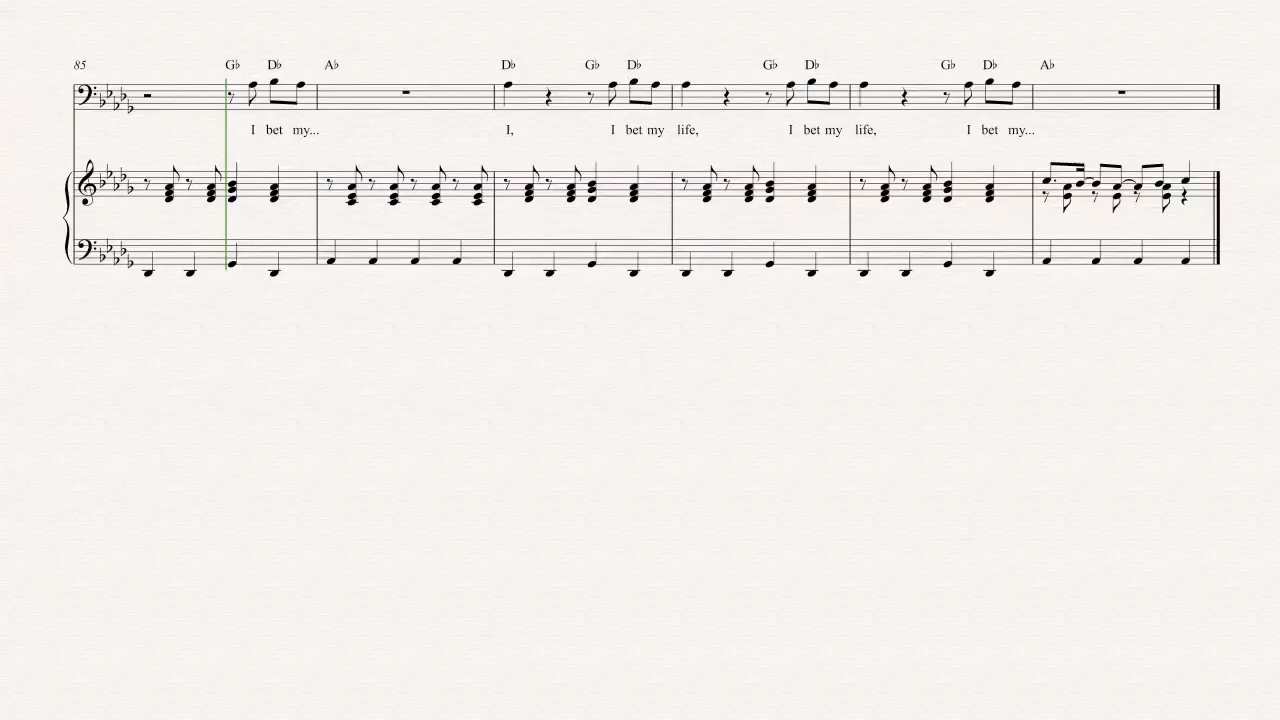 85 G♭ D♭ A♭ D♭ G♭ D♭ G♭ D♭ G♭ D♭ A♭
I bet my... I, I bet my life, I bet my life, I bet my...